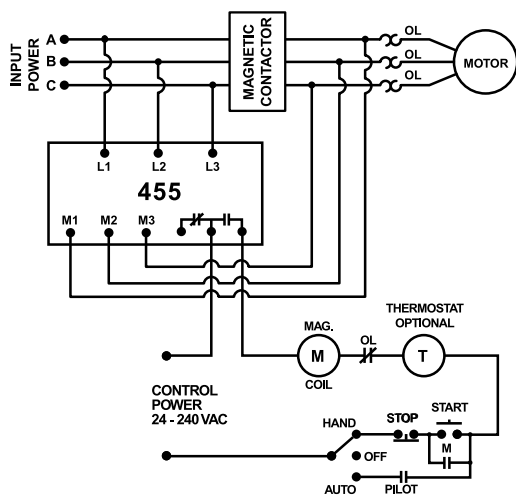 INPUT
POWER
A
B
C
MAGNETIC
CONTACTOR
OL
OL
OL
MOTOR
L1 L2 L3
455
M1 M2 M3
MAG.
M
COIL
OL
THERMOSTAT
OPTIONAL
T
CONTROL
POWER
24 - 240 VAC
HAND
OFF
AUTO
STOP
START
M
PILOT